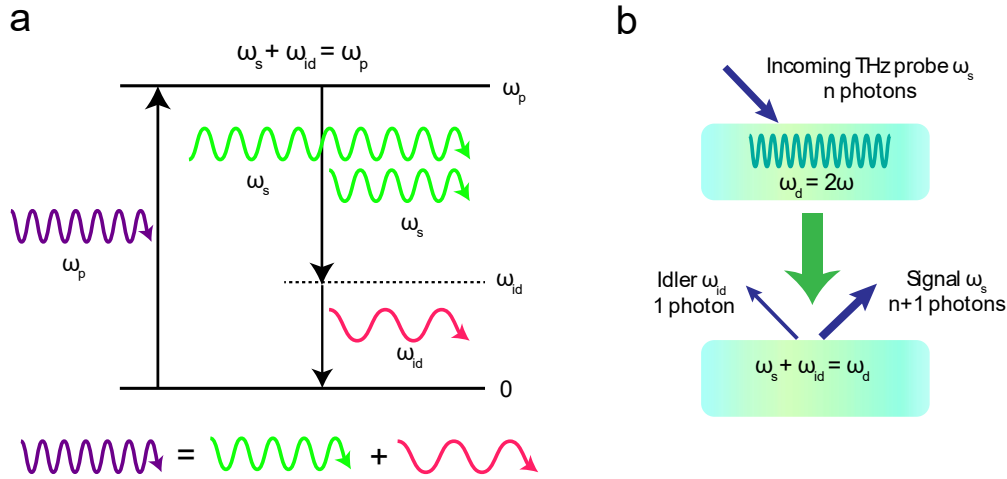 a
ωs + ωid = ωp
ωp
ωs
ωs
ωp
ωid
ωid
0
= +
b
Incoming THz probe ωs
n photons
ωd = 2ω
Idler ωid
1 photon
Signal ωs
n+1 photons
ωs + ωid = ωd